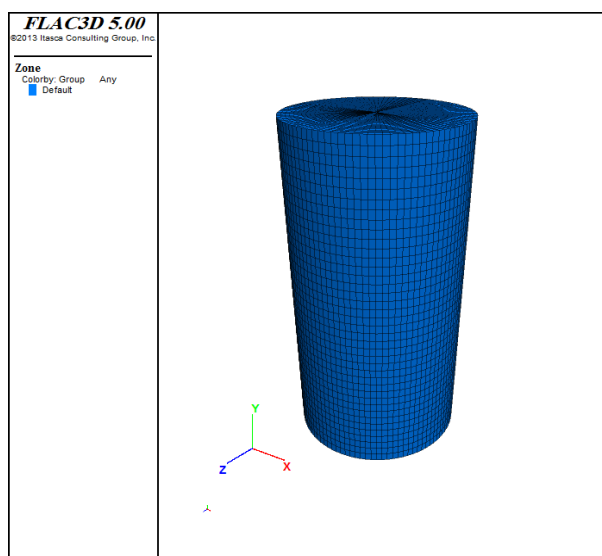 FLAC3D 5.00
©2013 Itasca Consulting Group, Inc.
Zone
Colorby: Group Any
Default
Y
Z
X